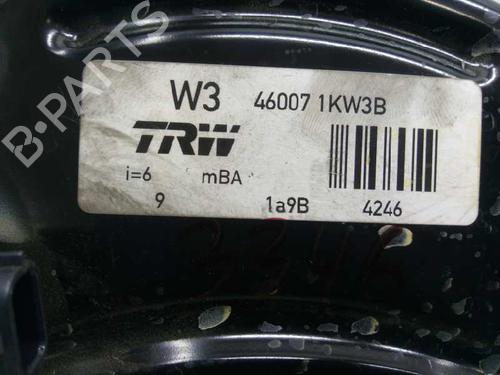 W3 46007 1KW3B
TRW
i=6 mBA
9 1a9B 4246
B-PARTS